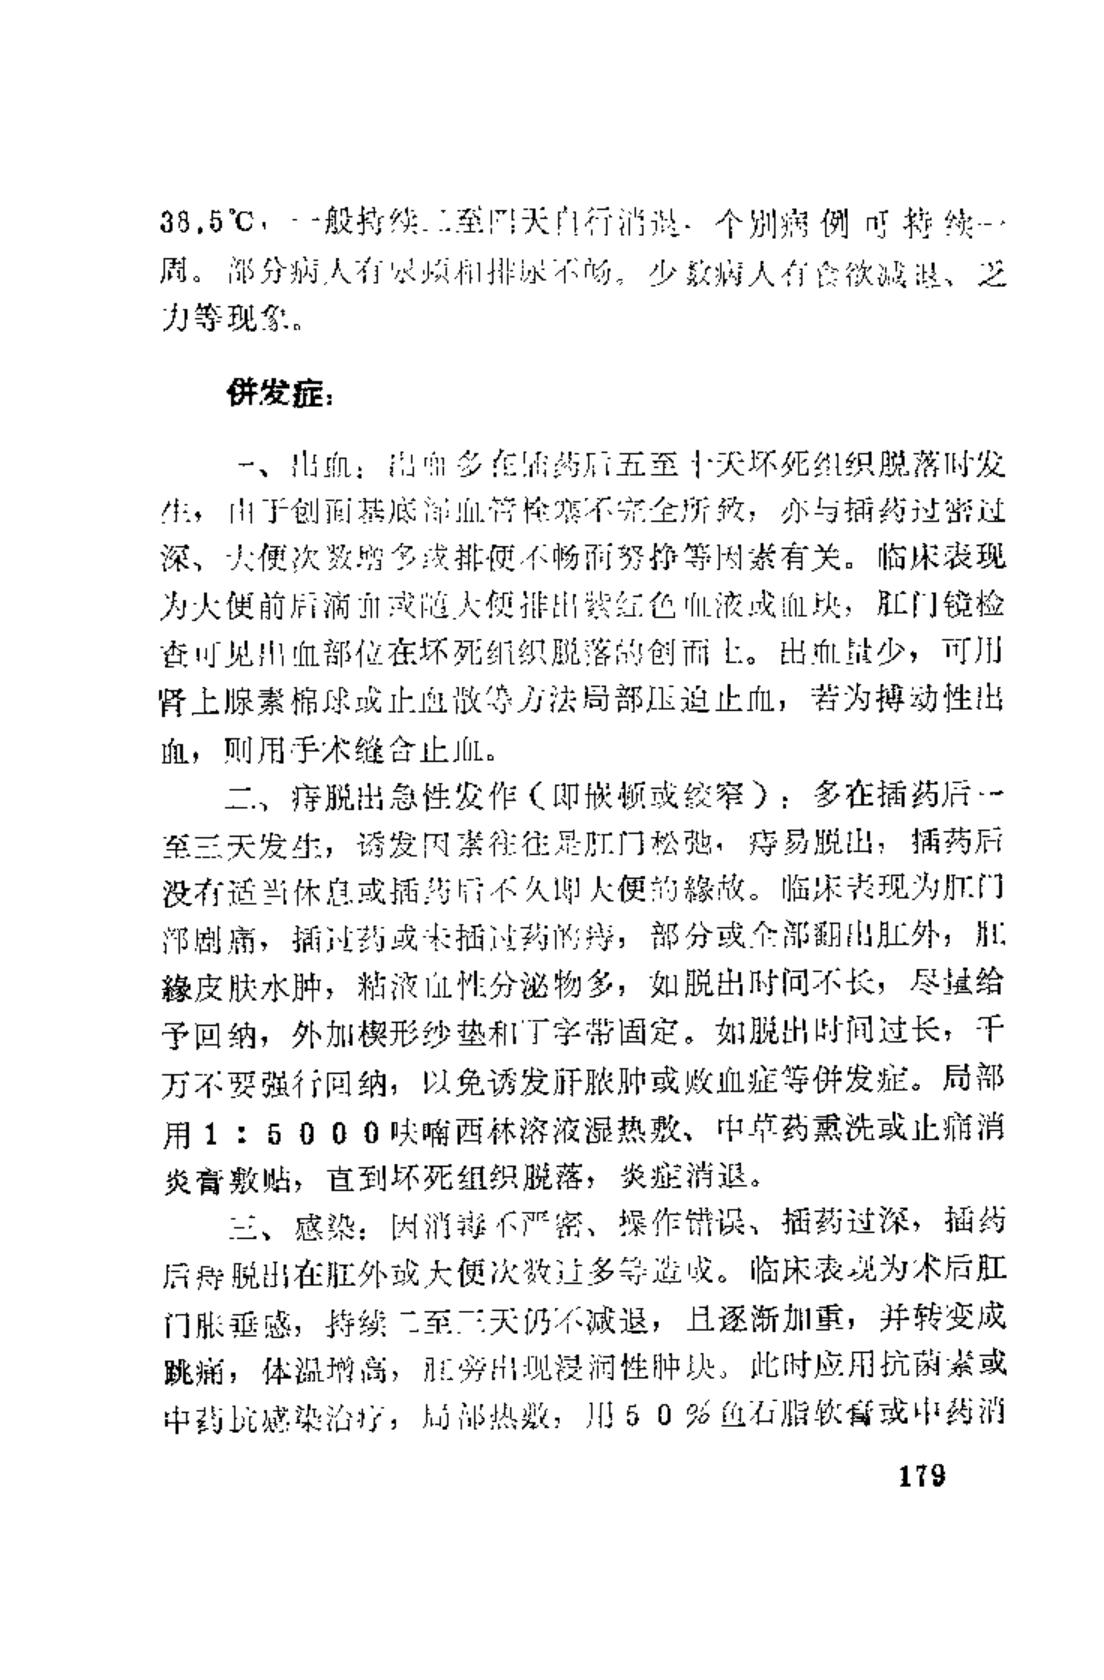 38.5℃，一般持续二至四天自行消退。个别病例可持续一
周。部分病人有尿频和排尿不畅。少数病人有食欲减退、乏
力等现象。
併发症：
一、出血：出血多在插药后五至十天坏死组织脱落时发
生，由于创面基底部血管栓塞不完全所致，亦与插药过密过
深、大便次数增多或排便不畅而努挣等因素有关。临床表现
为大便前后滴血或随大便排出紫红色血液或血块，肛门镜检
查可见出血部位在坏死组织脱落的创面上。出血量少，可用
肾上腺素棉球或止血散等方法局部压迫止血，若为搏动性出
血，则用手术缝合止血。
二、痔脱出急性发作（即嵌顿或绞窄）：多在插药后一
至三天发生，诱发因素往往是肛门松弛，痔易脱出，插药后
没有适当休息或插药后不久即大便的緣故。临床表现为肛门
部剧痛，插过药或未插过药的痔，部分或全部翻出肛外，肛
緣皮肤水肿，粘液血性分泌物多，如脱出时间不长，尽量给
予回纳，外加楔形纱垫和丁字带固定。如脱出时间过长，千
万不要强行回纳，以免诱发肝脓肿或败血症等併发症。局部
用1：5000呋喃西林溶液湿热敷、中草药熏洗或止痛消
炎膏敷贴，直到坏死组织脱落，炎症消退。
三、感染：因消毒不严密、操作错误、插药过深，插药
后痔脱出在肛外或大便次数过多等造成。临床表现为术后肛
门胀垂感，持续二至三天仍不减退，且逐渐加重，并转变成
跳痛，体温增高，肛旁出现浸润性肿块。此时应用抗菌素或
中药抗感染治疗，局部热敷，用50％鱼石脂软膏或中药消
179